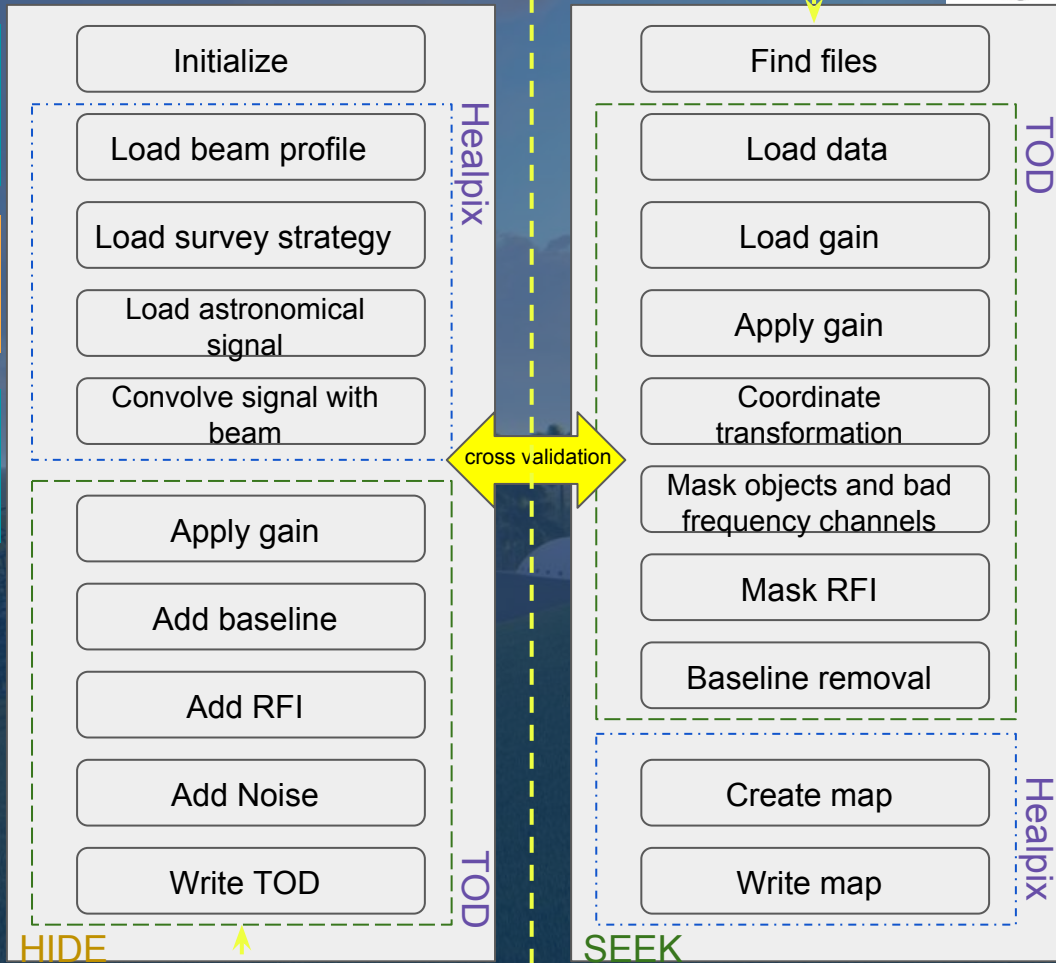 Initialize
Healpix
Load beam profile
Load survey strategy
Load astronomical
signal
Convolve signal with
beam
Apply gain
Add baseline
Add RFI
Add Noise
Write TOD
TOD
HIDE
cross validation
Find files
TOD
Load data
Load gain
Apply gain
Coordinate
transformation
Mask objects and bad
frequency channels
Mask RFI
Baseline removal
Create map
Write map
Healpix
SEEK